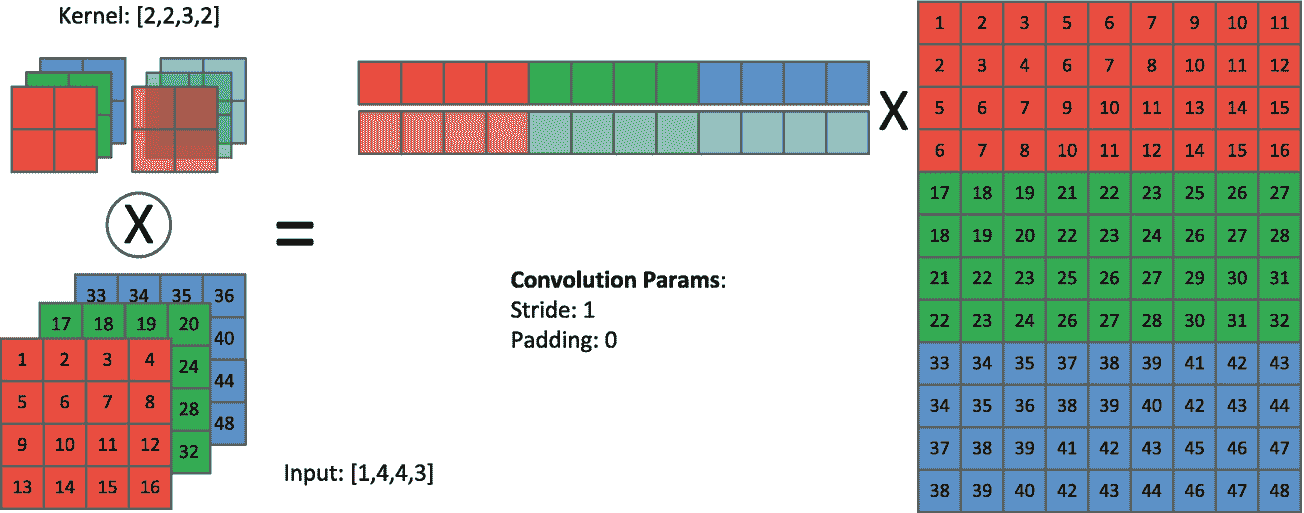 Kernel: [2,2,3,2]
X
=
33 34 35 36
17 18 19 20
40
1 2 3 4
24
44
5 6 7 8
28
48
9 10 11 12
32
13 14 15 16
Input: [1,4,4,3]
Convolution Params:
Stride: 1
Padding: 0
X
1 2 3 5 6 7 9 10 11
2 3 4 6 7 8 10 11 12
5 6 7 9 10 11 13 14 15
6 7 8 10 11 12 14 15 16
17 18 19 21 22 23 25 26 27
18 19 20 22 23 24 26 27 28
21 22 23 25 26 27 29 30 31
22 23 24 26 27 28 30 31 32
33 34 35 37 38 39 41 42 43
34 35 36 38 39 40 42 43 44
37 38 39 41 42 43 45 46 47
38 39 40 42 43 44 46 47 48